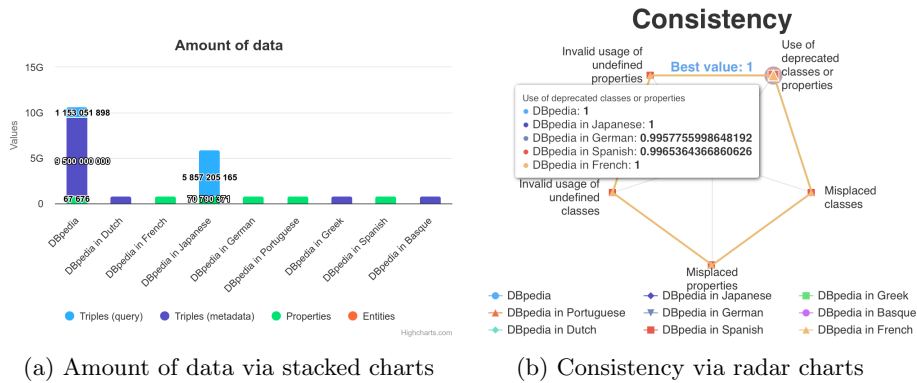 Amount of data
15G
10G
5G
0
Values
1 153 051 898
9 500 000 000
67 676
5 857 205 165
70 790 371
DBpedia
DBpedia in Dutch
DBpedia in French
DBpedia in Japanese
DBpedia in German
DBpedia in Portuguese
DBpedia in Greek
DBpedia in Spanish
DBpedia in Basque
Triples (query) Triples (metadata) Properties Entities
Highcharts.com
(a) Amount of data via stacked charts
Consistency
Invalid usage of
undefined
properties
Best value: 1
Use of
deprecated
classes or
properties
Use of deprecated classes or properties
DBpedia: 1
DBpedia in Japanese: 1
DBpedia in German: 0.9957755998648192
DBpedia in Spanish: 0.9965364366860626
DBpedia in French: 1
Invalid usage of
undefined
classes
Misplaced
classes
Misplaced
properties
DBpedia DBpedia in Japanese DBpedia in Greek
DBpedia in Portuguese DBpedia in German DBpedia in Basque
DBpedia in Dutch DBpedia in Spanish DBpedia in French
(b) Consistency via radar charts